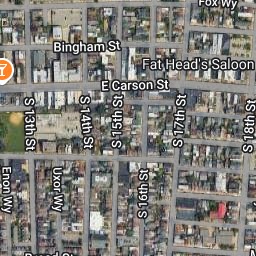 Fox Wy
Bingham St
Fat Head's Saloon
E Carson St
S 13th St
S 14th St
S 15th St
S 17th St
S 18th St
S 16th St
Enon Wy
Uxor Wy